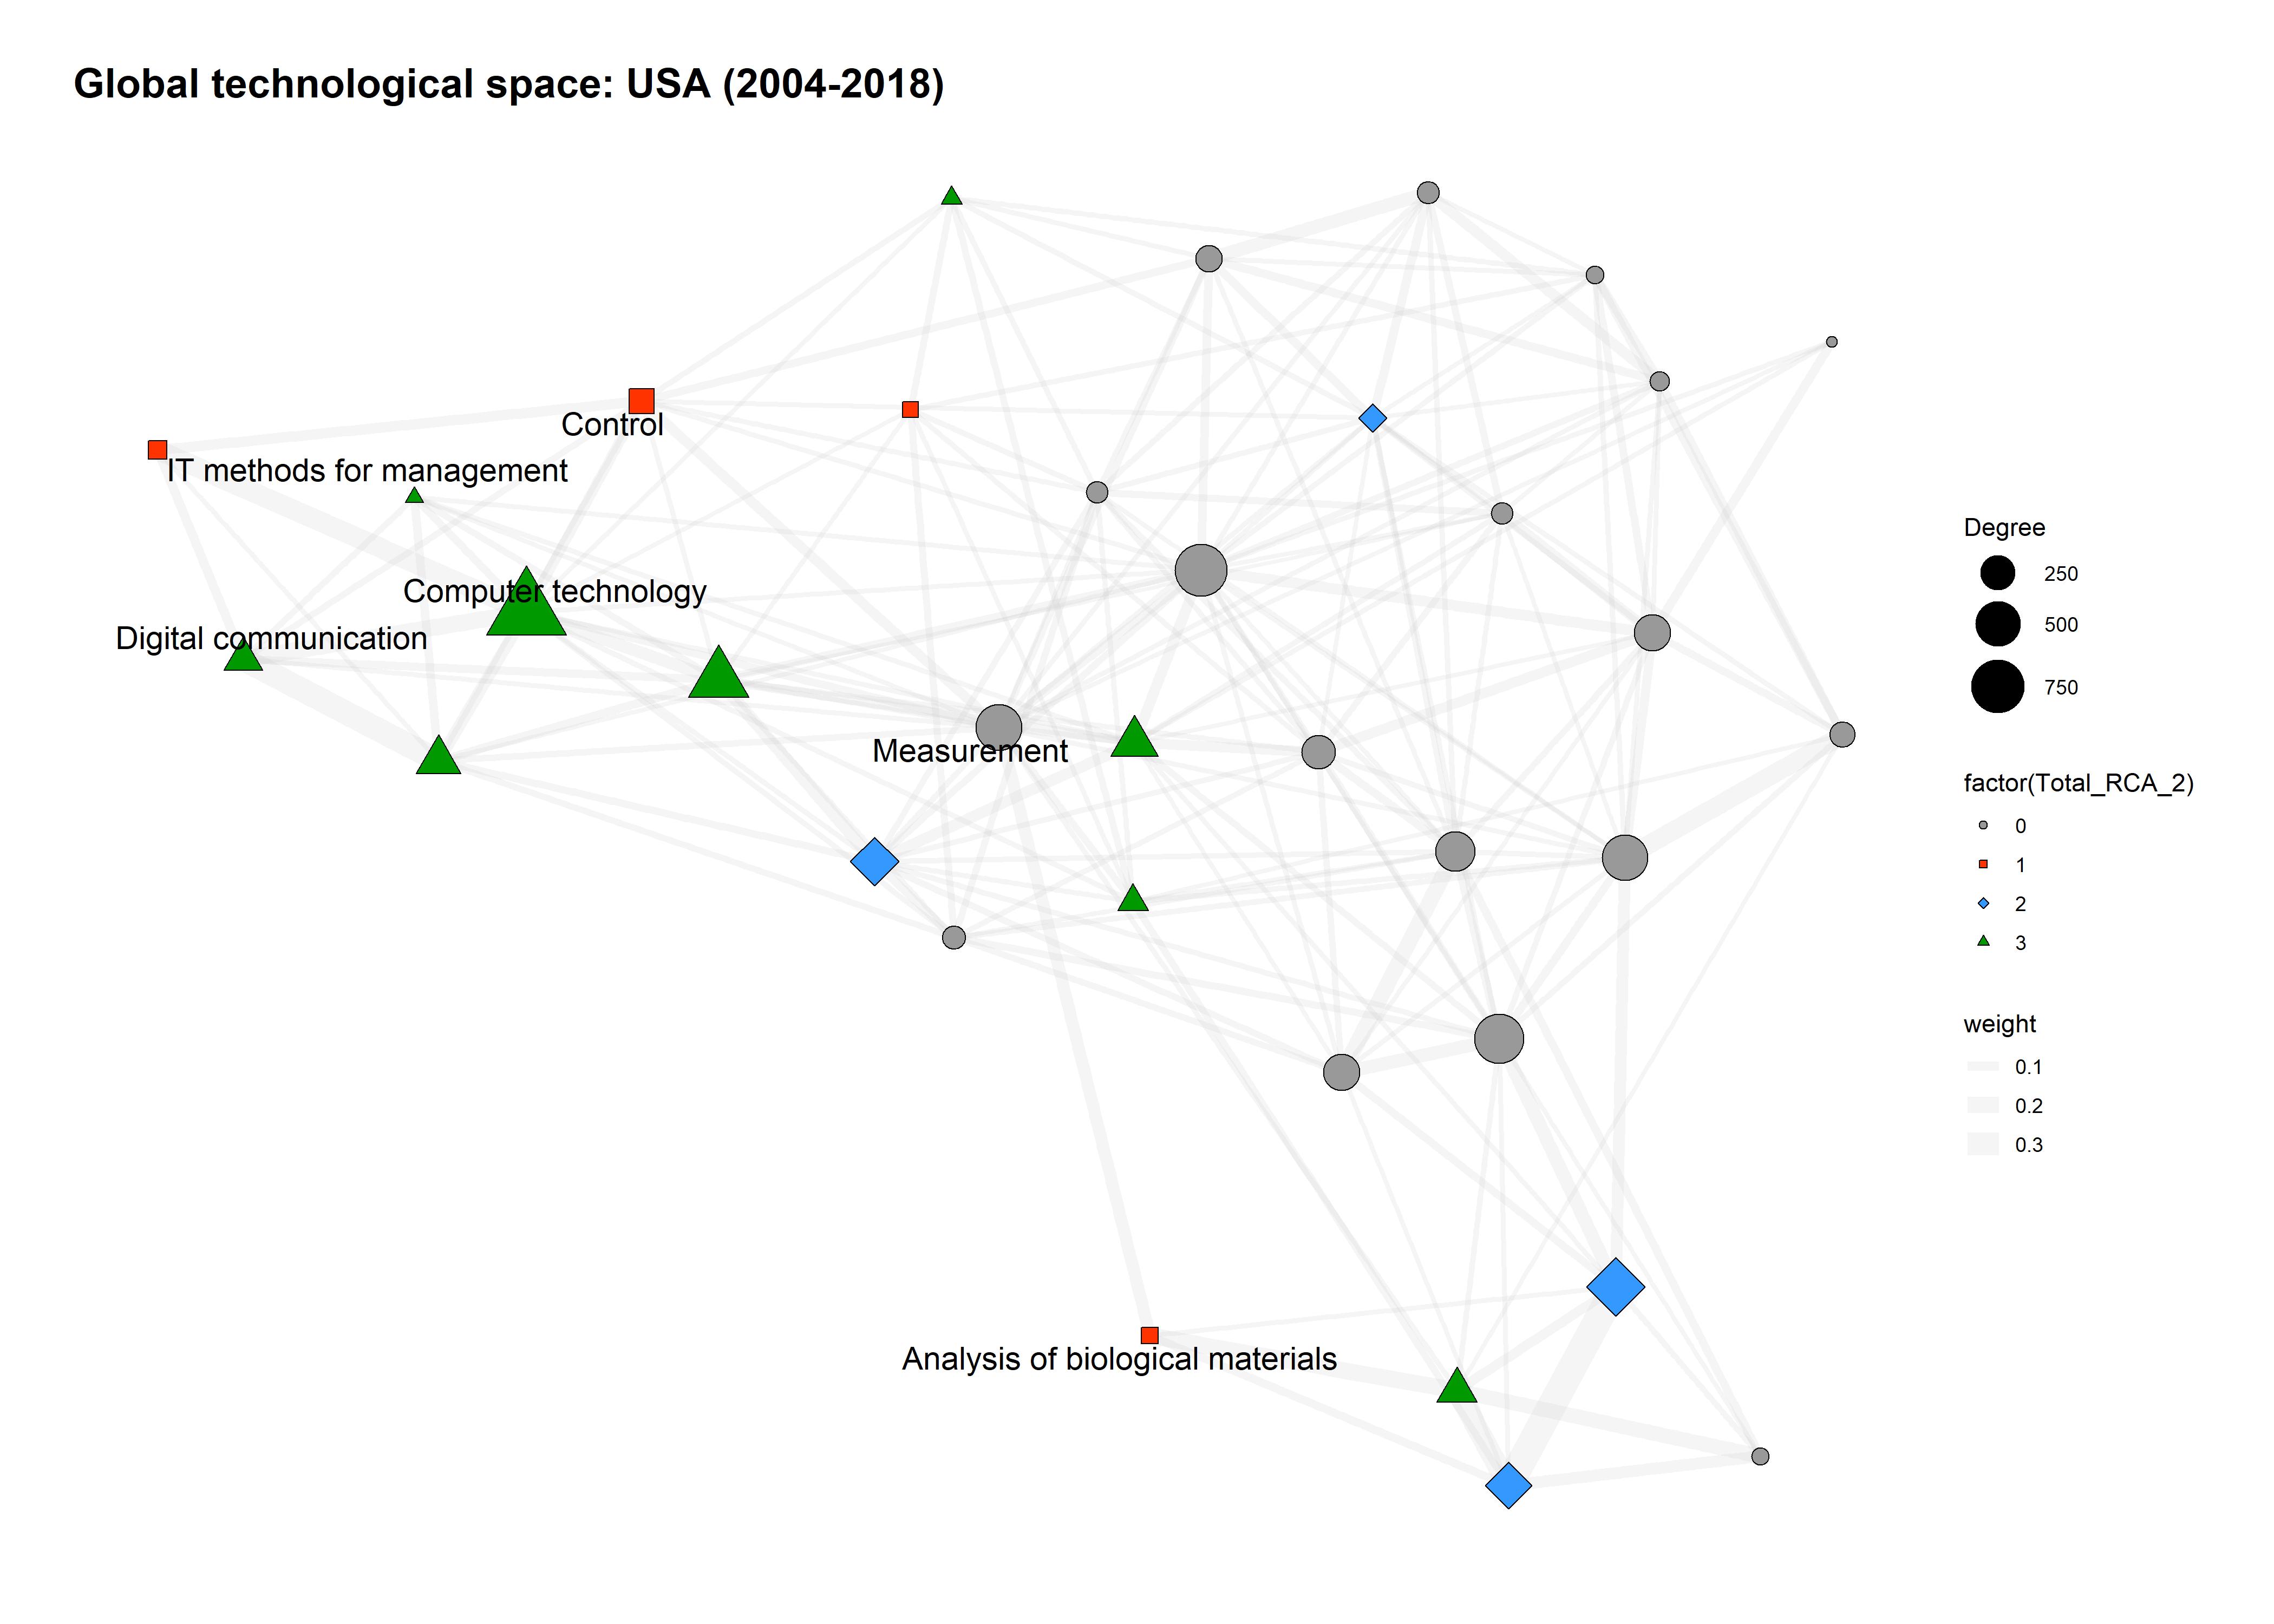 Global technological space: USA (2004-2018)
Control
IT methods for management
Computer technology
Digital communication
Measurement
Analysis of biological materials
Degree
250
500
750
factor(Total_RCA_2)
0
1
2
3
weight
0.1
0.2
0.3